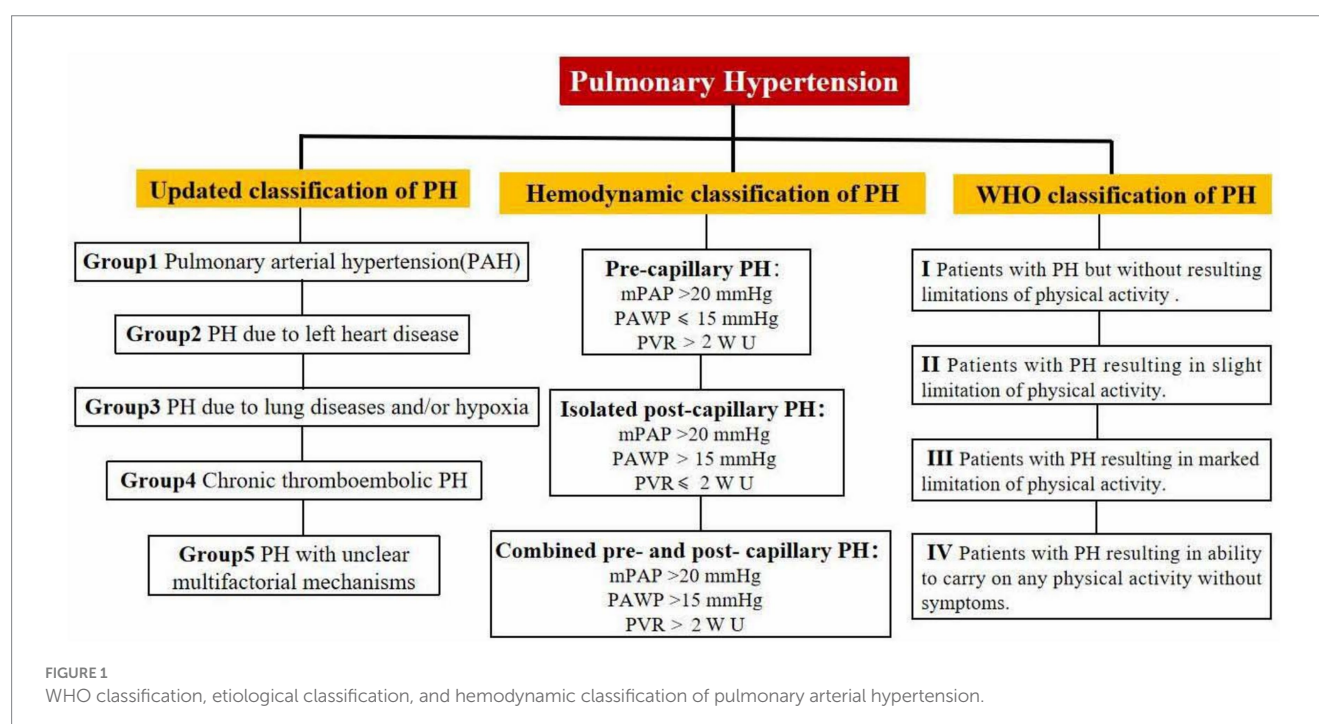 Pulmonary Hypertension
Updated classification of PH
Group1 Pulmonary arterial hypertension(PAH)
Group2 PH due to left heart disease
Group3 PH due to lung diseases and/or hypoxia
Group4 Chronic thromboembolic PH
Group5 PH with unclear
multifactorial mechanisms
Hemodynamic classification of PH
Pre-capillary PH:
mPAP >20 mmHg
PAWP ⩽ 15 mmHg
PVR > 2 W U
Isolated post-capillary PH:
mPAP >20 mmHg
PAWP > 15 mmHg
PVR ⩽ 2 W U
Combined pre- and post- capillary PH:
mPAP >20 mmHg
PAWP >15 mmHg
PVR > 2 W U
WHO classification of PH
I Patients with PH but without resulting
limitations of physical activity .
II Patients with PH resulting in slight
limitation of physical activity.
III Patients with PH resulting in marked
limitation of physical activity.
IV Patients with PH resulting in ability
to carry on any physical activity without
symptoms.
FIGURE 1
WHO classification, etiological classification, and hemodynamic classification of pulmonary arterial hypertension.